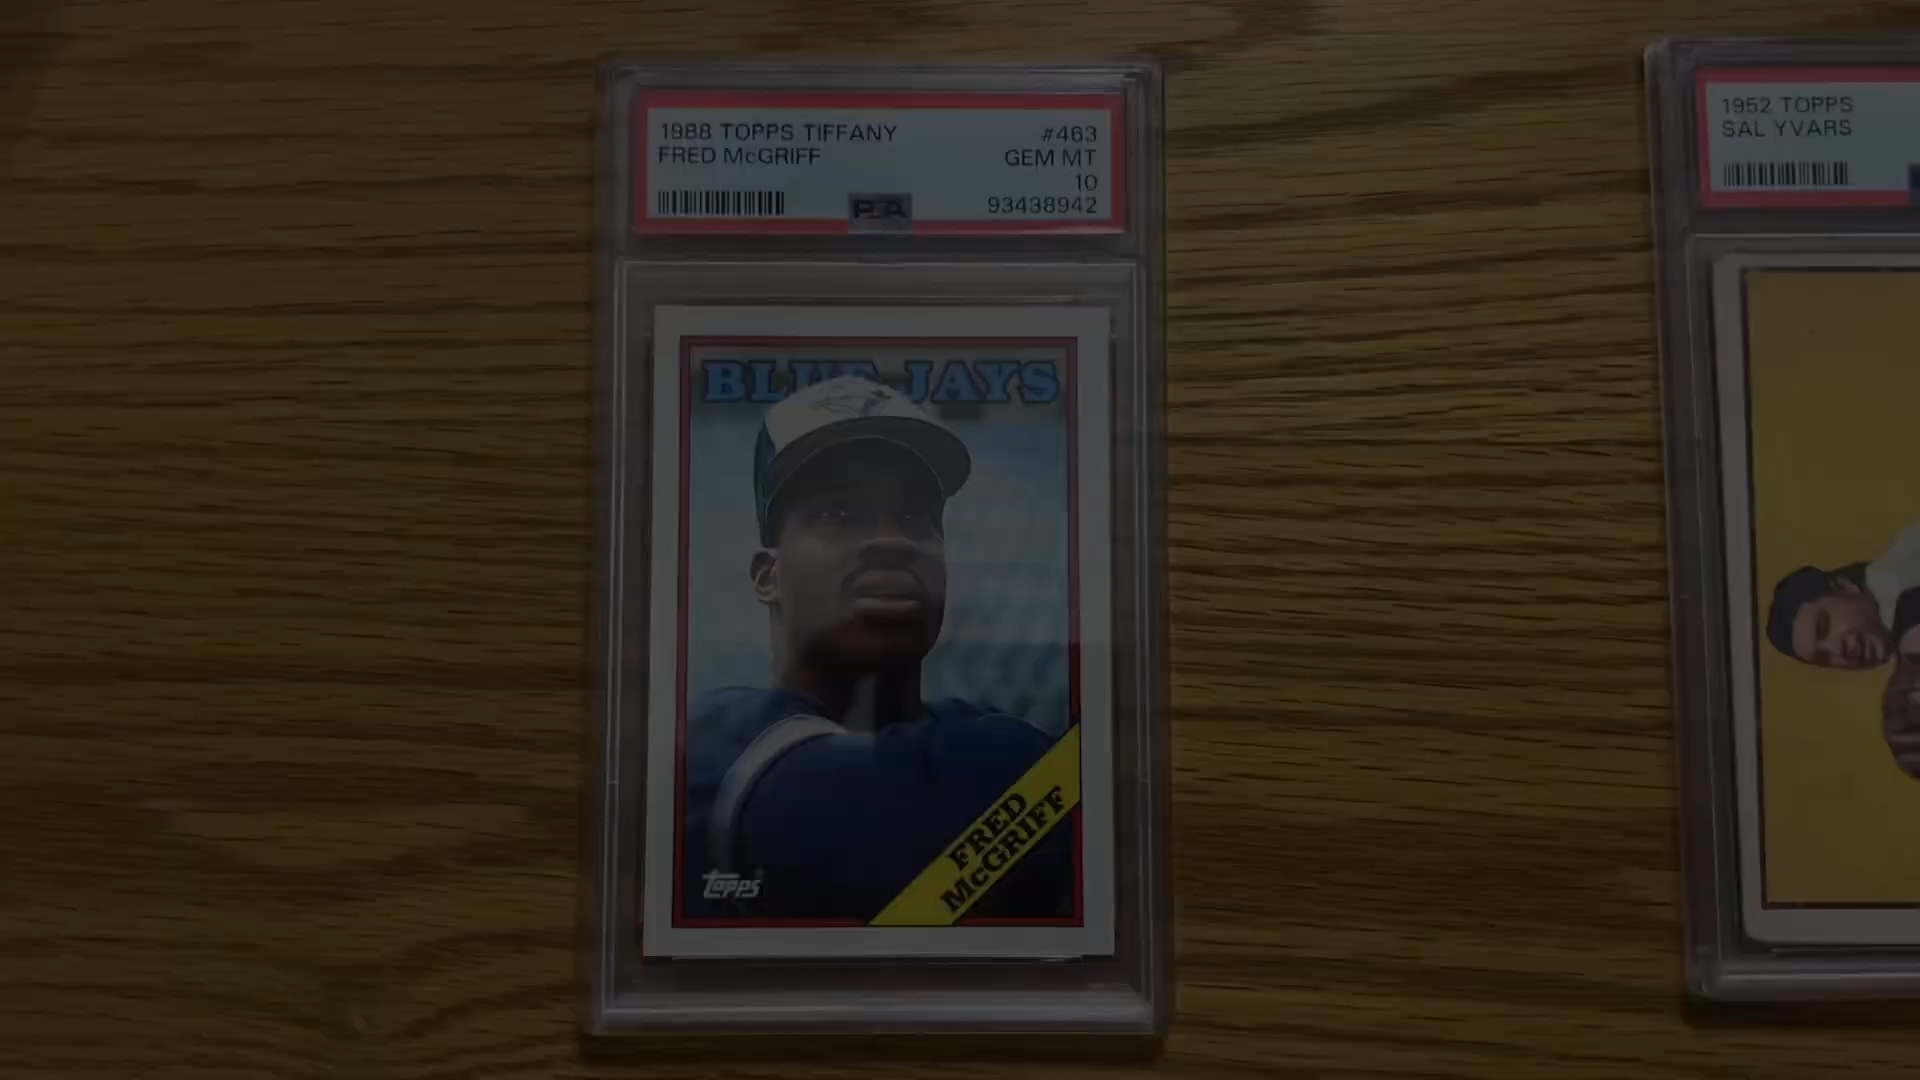 1988 TOPPS TIFFANY #463
FRED McGRIFF GEM MT
10
PSA 93438942
BLUE JAYS
FRED
McGRIFF
Topps
1952 TOPPS
SAL YVARS